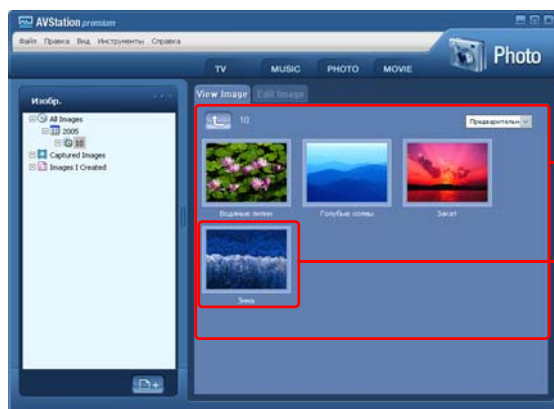 AVStation premium
Файл Правка Вид Инструменты Справка
Photo
TV MUSIC PHOTO MOVIE
Изобр.
All Images
2005
10
Captured Images
Images I Created
View Image Edit Image
10
Предварительн
Водяные лилии Голубые холмы Закат
Зима